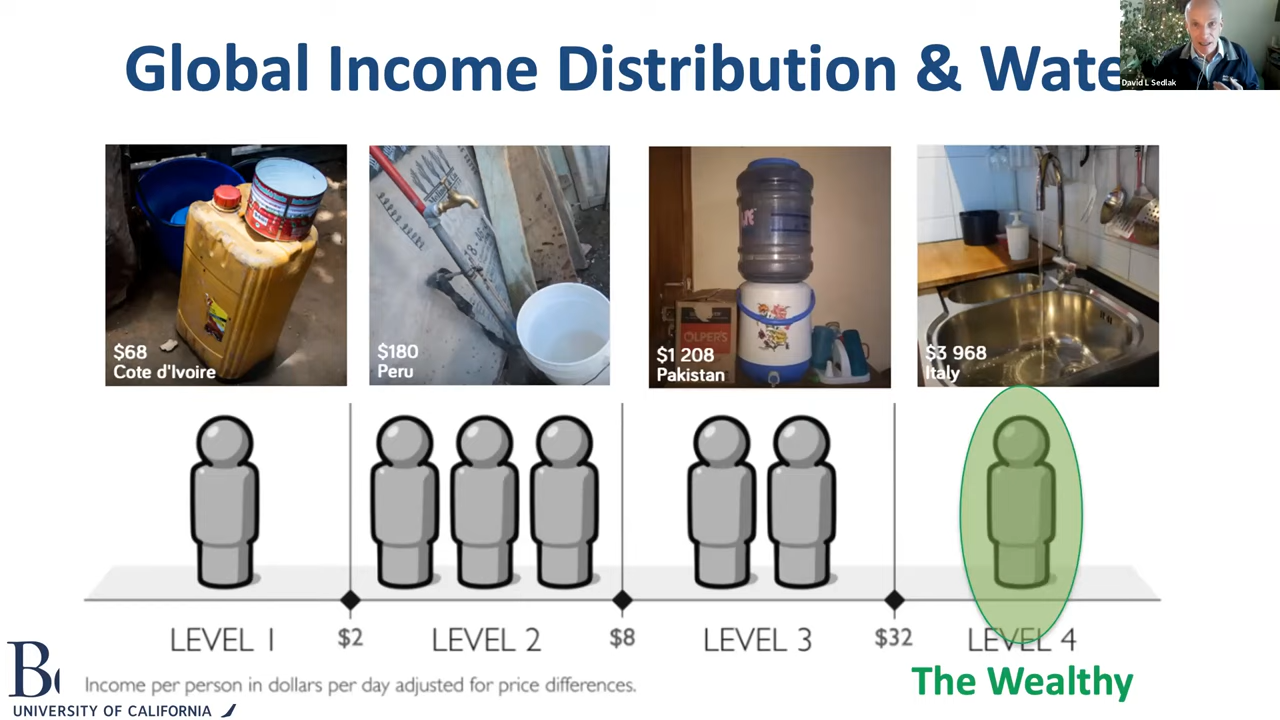 Global Income Distribution & Wate
David L Sedlak
$68
Cote d'Ivoire
$180
Peru
OLPER'S
$1 208
Pakistan
$3 968
Italy
LEVEL 1
$2
LEVEL 2
$8
LEVEL 3
$32
LEVEL 4
The Wealthy
Income per person in dollars per day adjusted for price differences.
B
UNIVERSITY OF CALIFORNIA